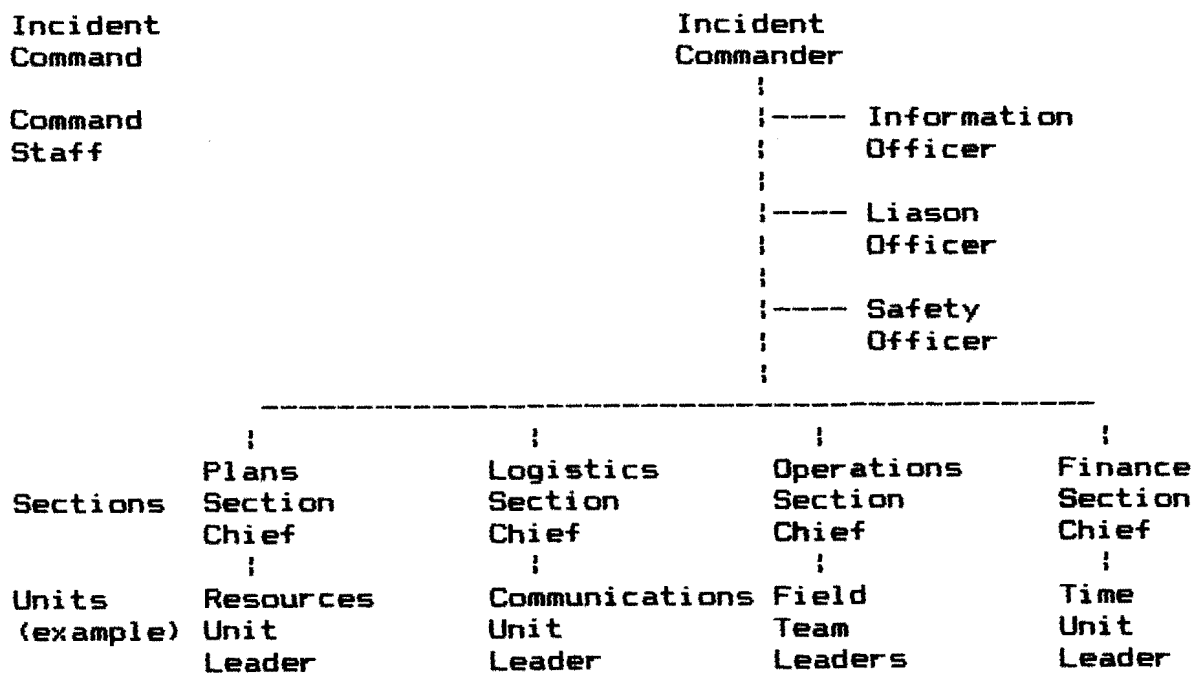 Incident Incident
Command Commander
Command ---- Information
Staff Officer
---- Liason
Officer
---- Safety
Officer
Plans Logistics Operations Finance
Sections Section Section Section Section
Chief Chief Chief Chief
Units Resources Communications Field Time
(example) Unit Unit Team Unit
Leader Leader Leaders Leader